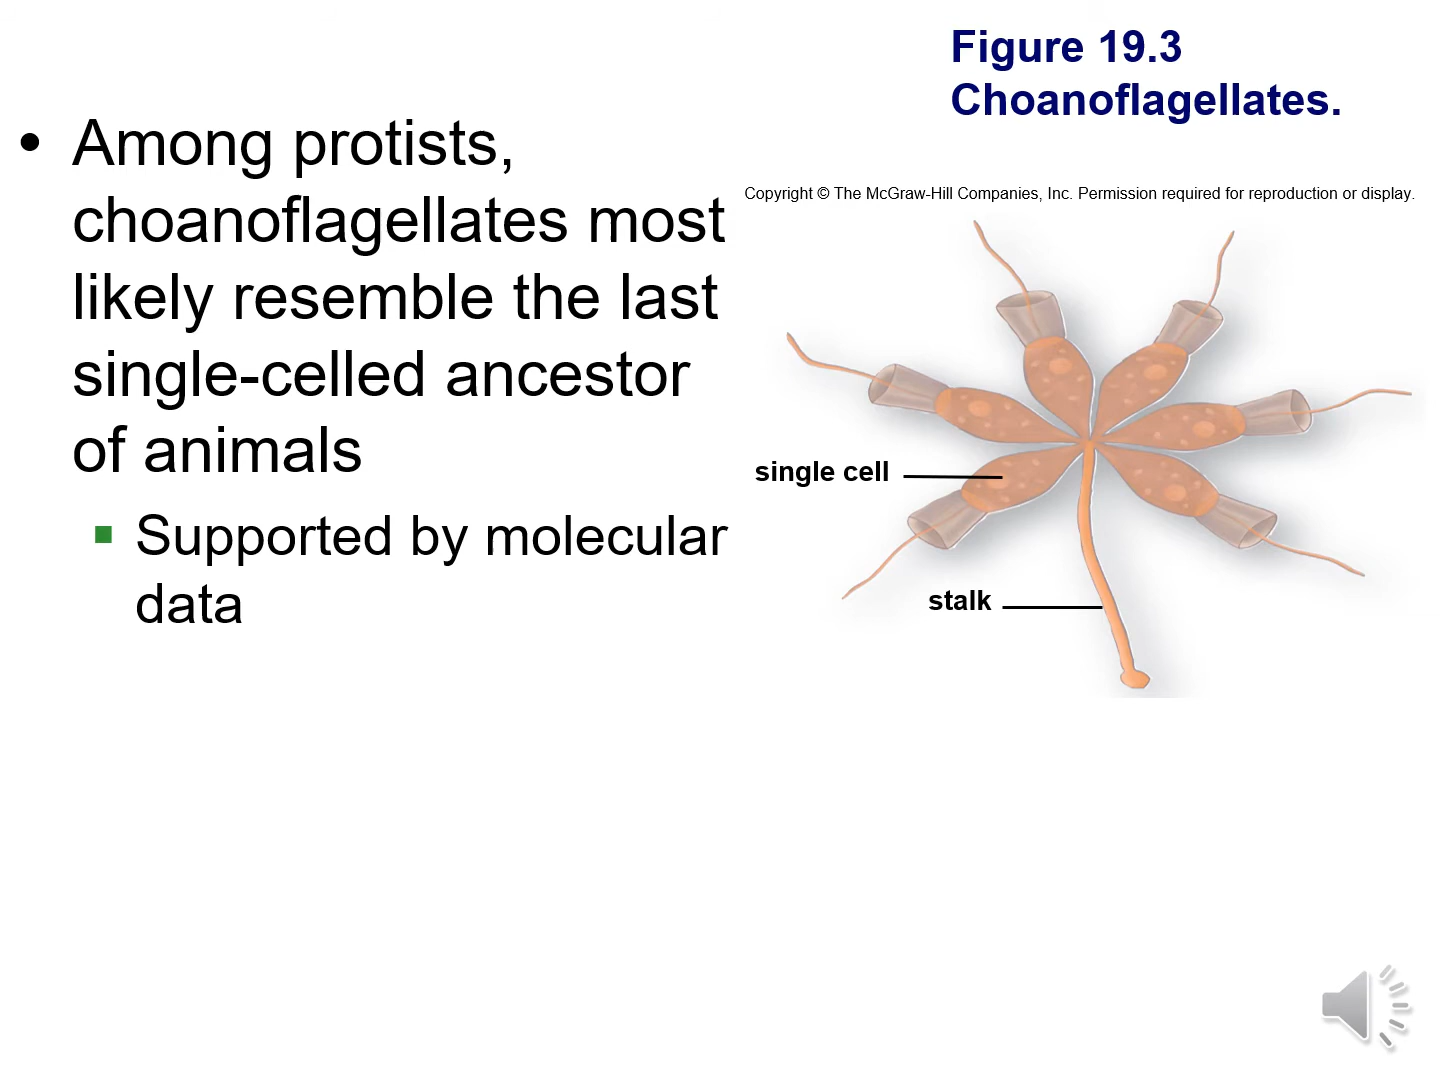 Figure 19.3
Choanoflagellates.
• Among protists,
choanoflagellates most
likely resemble the last
single-celled ancestor
of animals
▪ Supported by molecular
data
Copyright © The McGraw-Hill Companies, Inc. Permission required for reproduction or display.
single cell
stalk